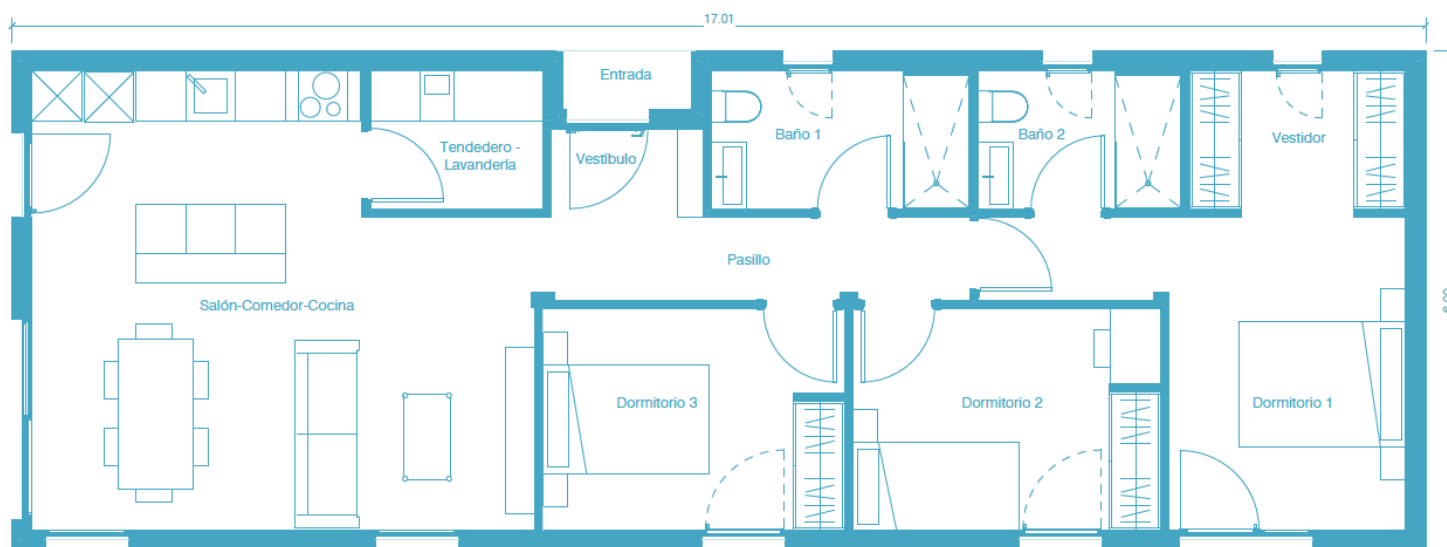 17.01
Entrada
Baño 1
Baño 2
Vestidor
Tendedero -
Lavandería
Vestíbulo
Pasillo
Salón-Comedor-Cocina
Dormitorio 3
Dormitorio 2
Dormitorio 1